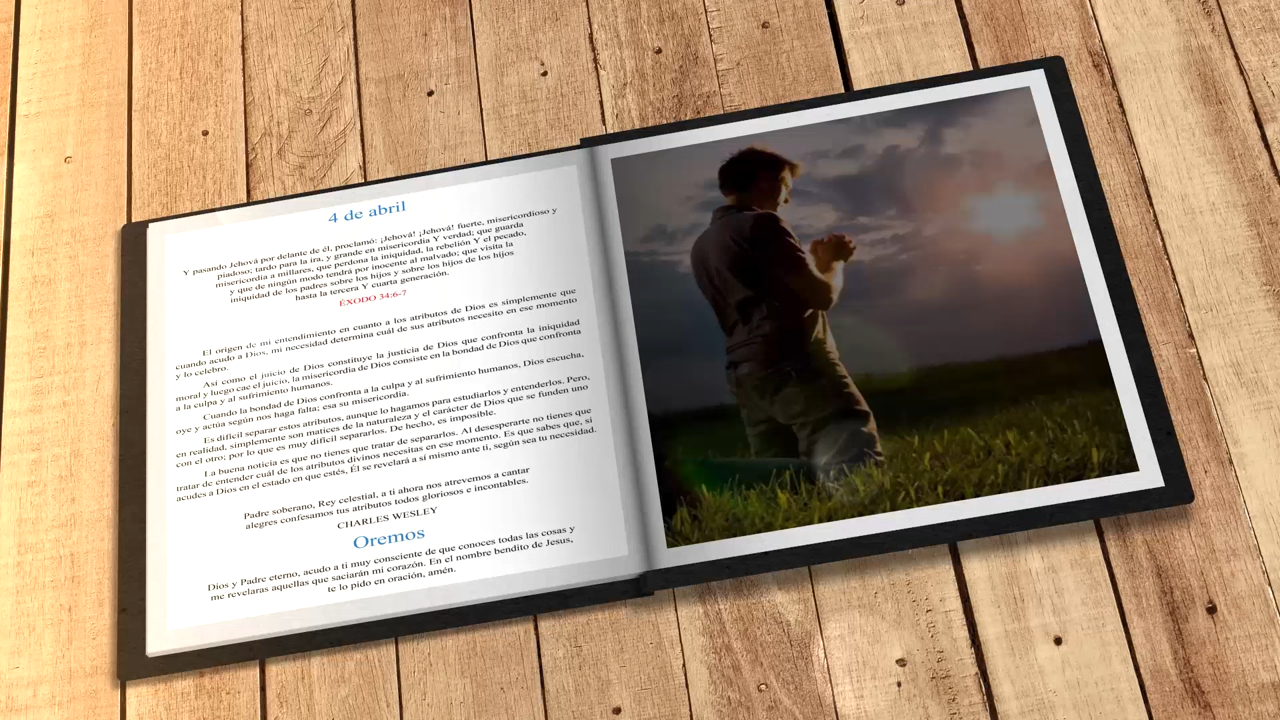 4 de abril
Y pasando Jehová por delante de él, proclamó: ¡Jehová! ¡Jehová! fuerte, misericordioso y
piadoso; tardo para la ira, y grande en misericordia Y verdad; que guarda
misericordia a millares, que perdona la iniquidad, la rebelión Y el pecado,
y que de ningún modo tendrá por inocente al malvado; que visita la
iniquidad de los padres sobre los hijos y sobre los hijos de los hijos
hasta la tercera Y cuarta generación.
ÉXODO 34:6-7
El origen de mi entendimiento en cuanto a los atributos de Dios es simplemente que
cuando acudo a Dios, mi necesidad determina cuál de sus atributos necesito en ese momento
y lo celebro.
Así como el juicio de Dios constituye la justicia de Dios que confronta la iniquidad
moral y luego cae el juicio, la misericordia de Dios consiste en la bondad de Dios que confronta
a la culpa y al sufrimiento humanos.
Cuando la bondad de Dios confronta a la culpa y al sufrimiento humanos, Dios escucha,
oye y actúa según nos haga falta; esa su misericordia.
Es difícil separar estos atributos, aunque lo hagamos para estudiarlos y entenderlos. Pero,
en realidad, simplemente son matices de la naturaleza y el carácter de Dios que se funden uno
con el otro; por lo que es muy difícil separarlos. De hecho, es imposible.
La buena noticia es que no tienes que tratar de separarlos. Al desesperarte no tienes que
tratar de entender cuál de los atributos divinos necesitas en ese momento. Es que sabes que, si
acudes a Dios en el estado en que estés, Él se revelará a sí mismo ante ti, según sea tu necesidad.
Padre soberano, Rey celestial, a ti ahora nos atrevemos a cantar
alegres confesamos tus atributos todos gloriosos e incontables.
CHARLES WESLEY
Oremos
Dios y Padre eterno, acudo a ti muy consciente de que conoces todas las cosas y
me revelaras aquellas que saciarán mi corazón. En el nombre bendito de Jesus,
te lo pido en oración, amén.